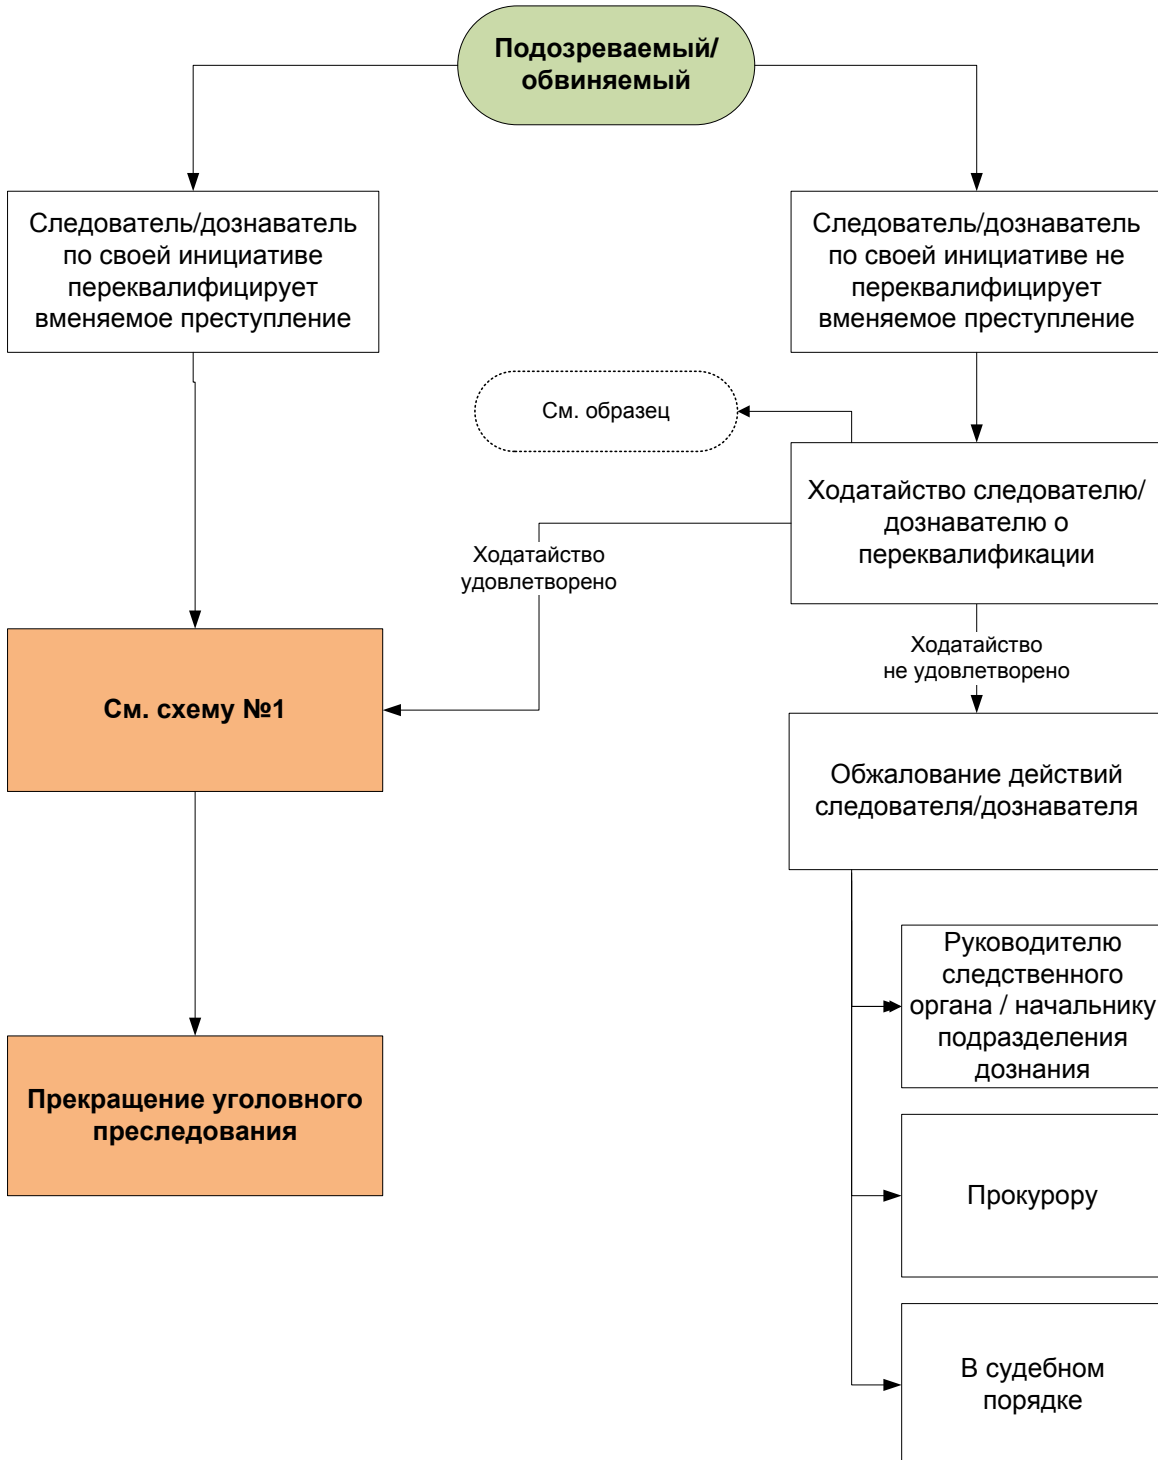 Подозреваемый/
обвиняемый
Следователь/дознаватель
по своей инициативе
переквалифицирует
вменяемое преступление
Следователь/дознаватель
по своей инициативе не
переквалифицирует
вменяемое преступление
См. образец
Ходатайство следователю/
дознавателю о
переквалификации
Ходатайство
удовлетворено
Ходатайство
не удовлетворено
См. схему №1
Обжалование действий
следователя/дознавателя
Руководителю
следственного
органа / начальнику
подразделения
дознания
Прекращение уголовного
преследования
Прокурору
В судебном
порядке